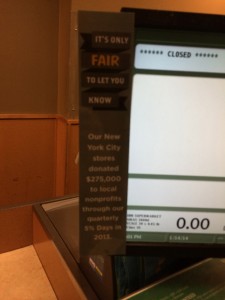 IT'S ONLY
FAIR
TO LET YOU
KNOW
Our New
York City
stores
donated
$275,000
to local
nonprofits
through our
quarterly
5% Days in
2013.
****** CLOSED ******
0.00